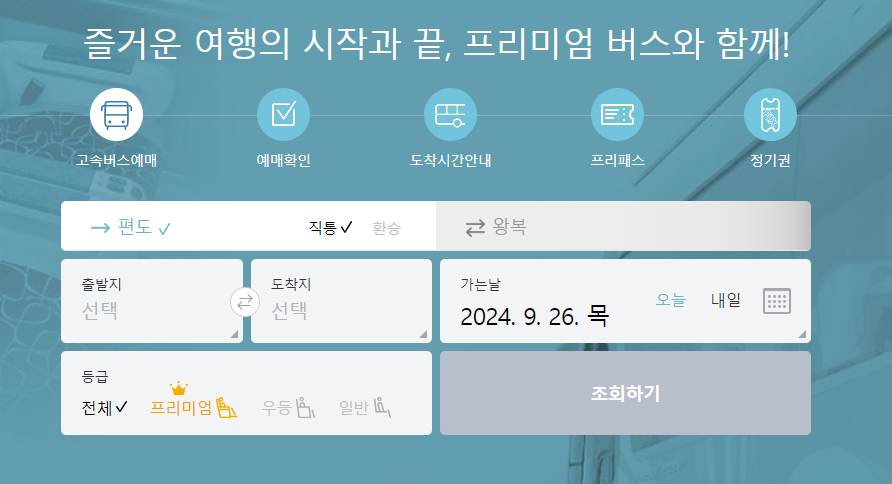 즐거운 여행의 시작과 끝, 프리미엄 버스와 함께!
고속버스예매 예매확인 도착시간안내 프리패스 정기권
편도 직통 환승 왕복
출발지 도착지 가는날
선택 선택 2024. 9. 26. 목 오늘 내일
등급
전체 프리미엄 우등 일반 조회하기